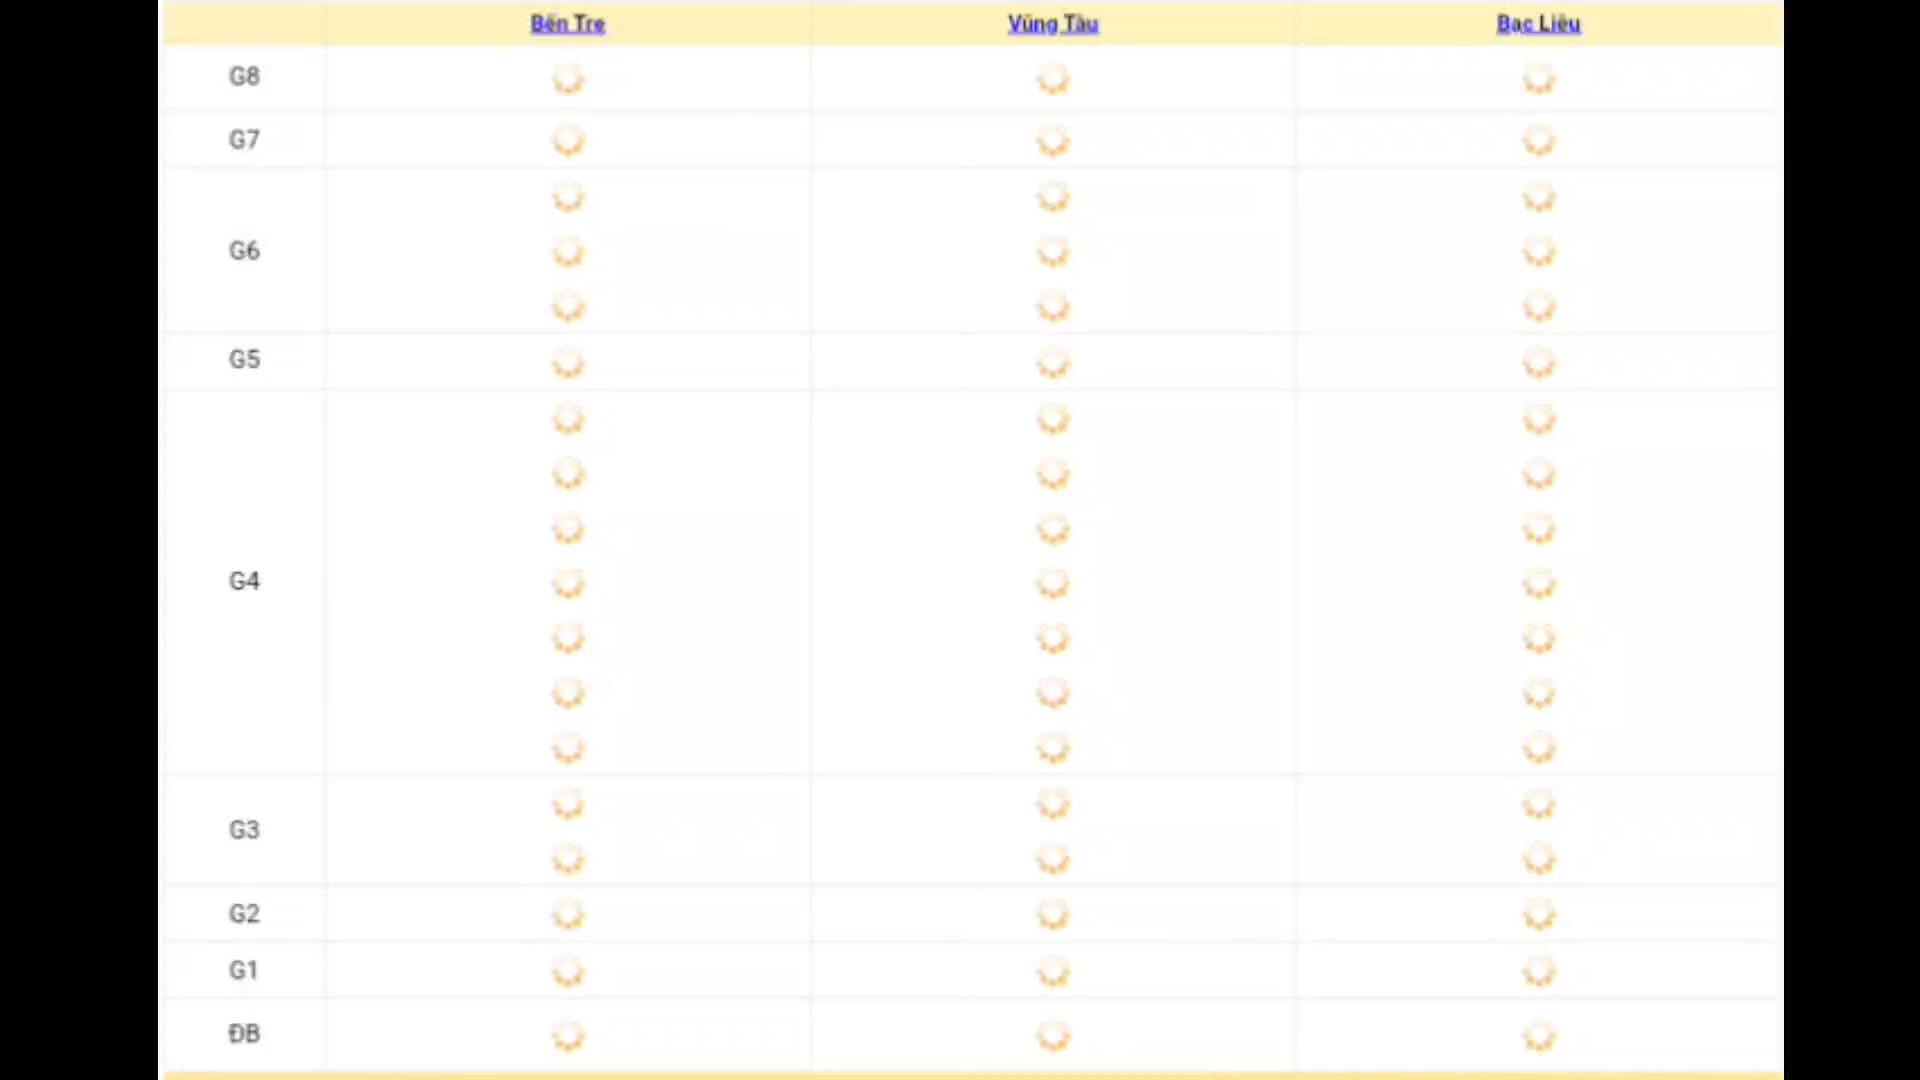 Bến Tre Vũng Tàu Bạc Liêu
G8
G7
G6
G5
G4
G3
G2
G1
ĐB